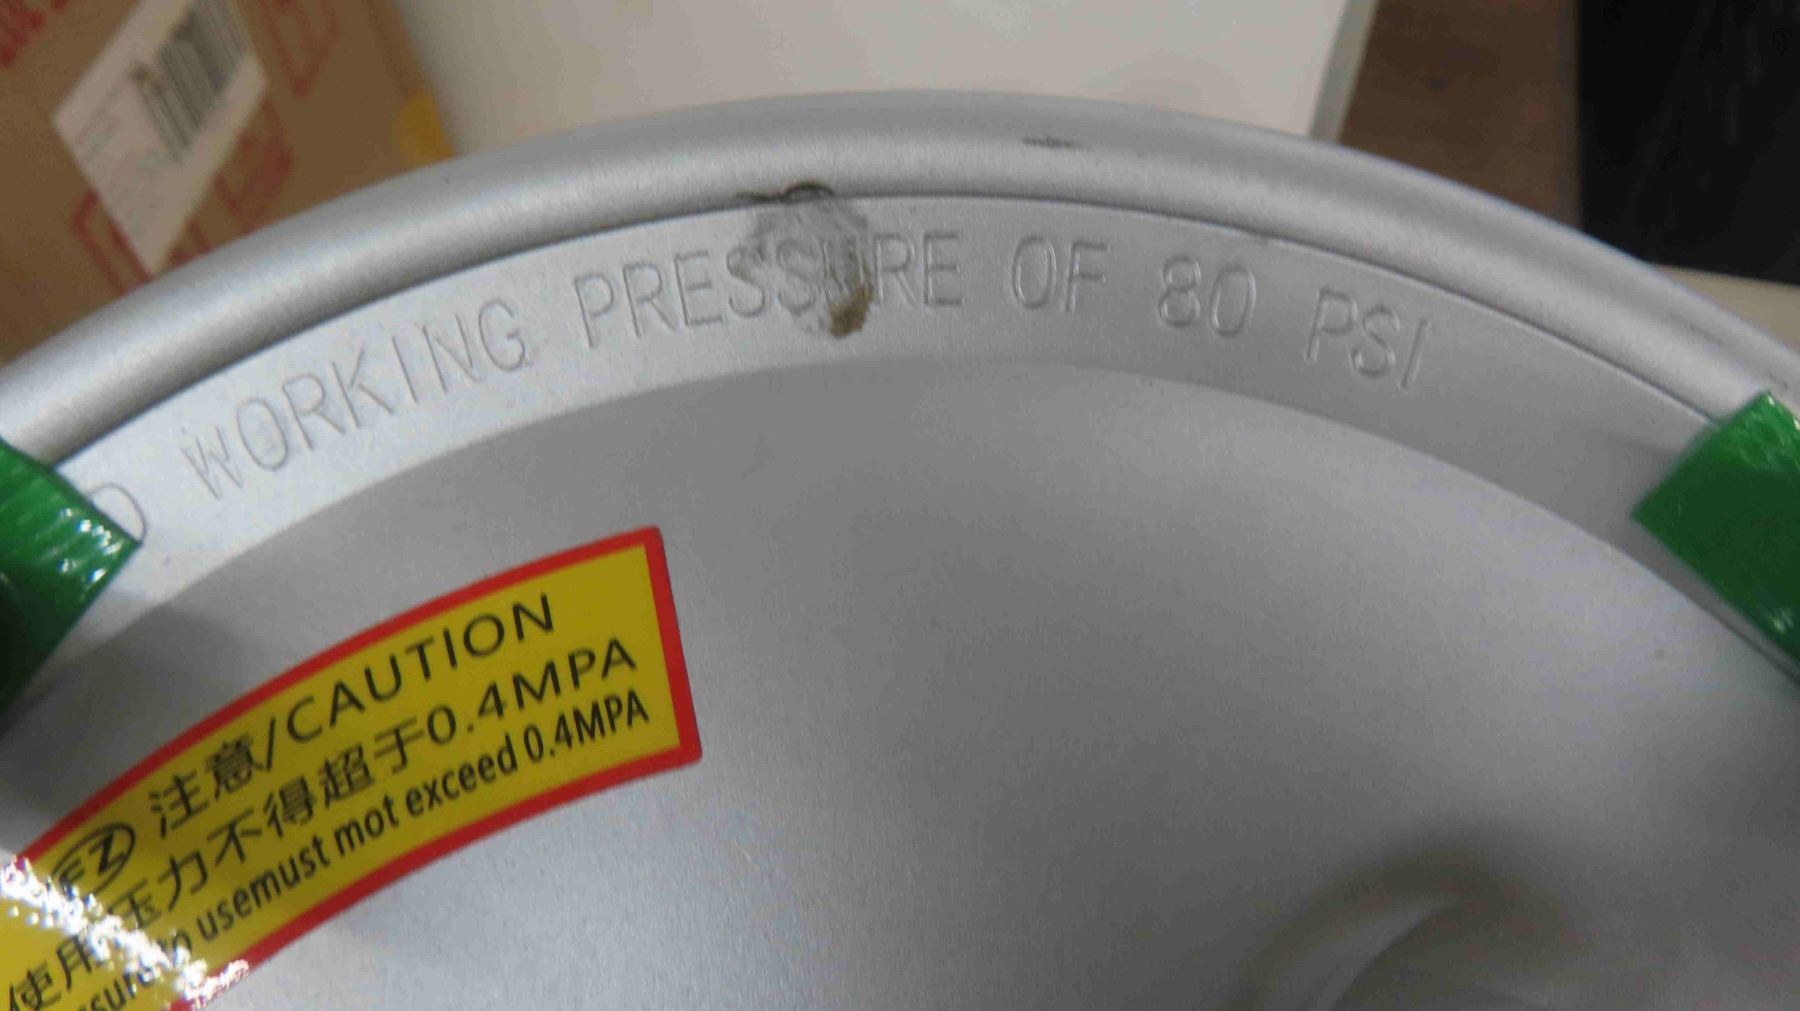 D WORKING PRESSURE OF 80 PSI
注意/CAUTION
使用压力不得超于0.4MPA
to usemust mot exceed 0.4MPA